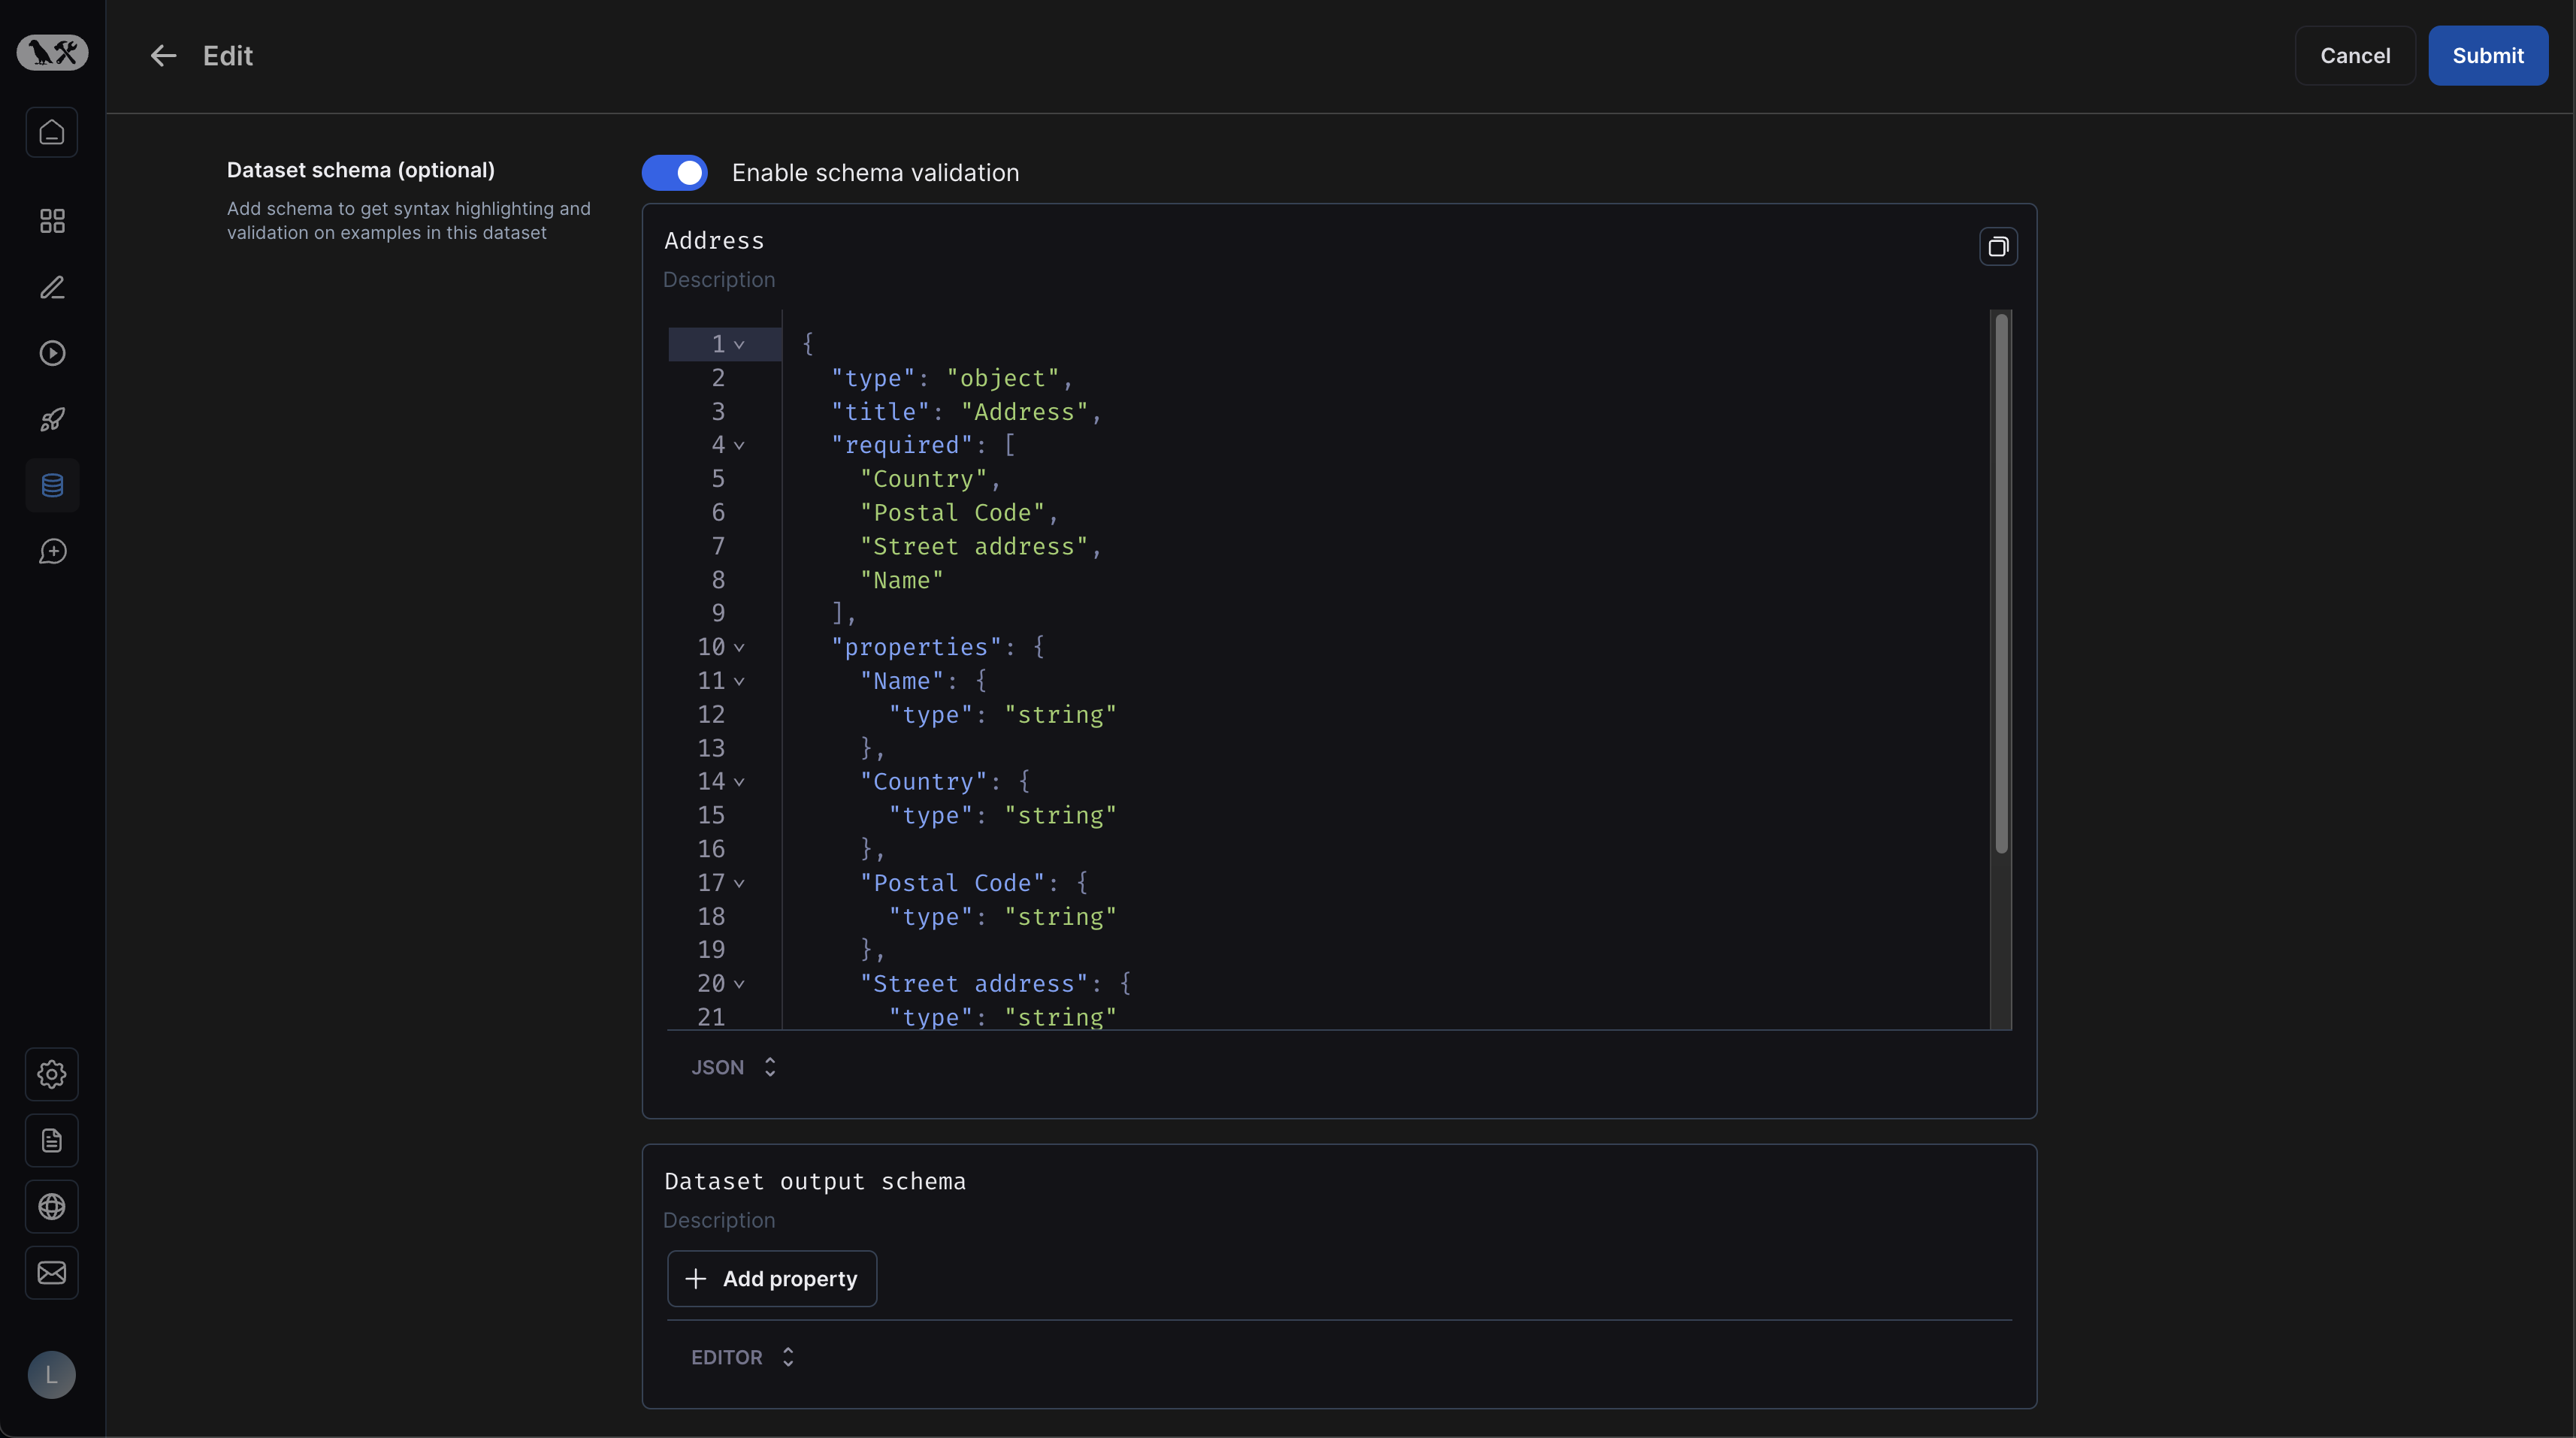 Edit
Cancel
Submit
Dataset schema (optional)
Add schema to get syntax highlighting and
validation on examples in this dataset
Enable schema validation
Address
Description
1 {
2 "type": "object",
3 "title": "Address",
4 "required": [
5 "Country",
6 "Postal Code",
7 "Street address",
8 "Name"
9 ],
10 "properties": {
11 "Name": {
12 "type": "string"
13 },
14 "Country": {
15 "type": "string"
16 },
17 "Postal Code": {
18 "type": "string"
19 },
20 "Street address": {
21 "type": "string"
JSON
Dataset output schema
Description
Add property
EDITOR
L